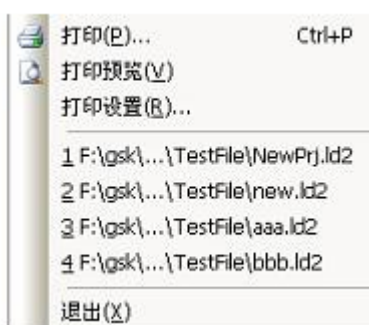 打印(P)... Ctrl+P
打印预览(V)
打印设置(R)...
1 F:\gsk\...\TestFile\NewPrj.ld2
2 F:\gsk\...\TestFile\new.ld2
3 F:\gsk\...\TestFile\aaa.ld2
4 F:\gsk\...\TestFile\bbb.ld2
退出(X)